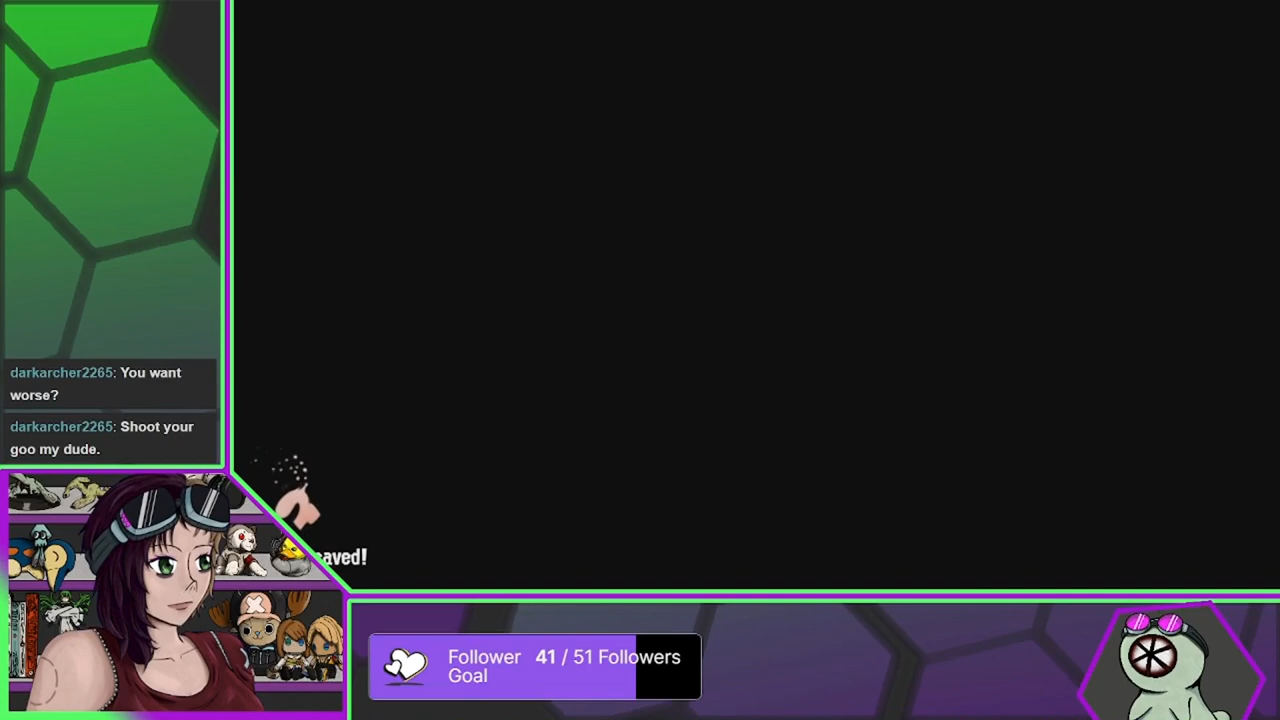 darkarcher2265: You want
worse?
darkarcher2265: Shoot your
goo my dude.
aved!
Follower 41 / 51 Followers
Goal